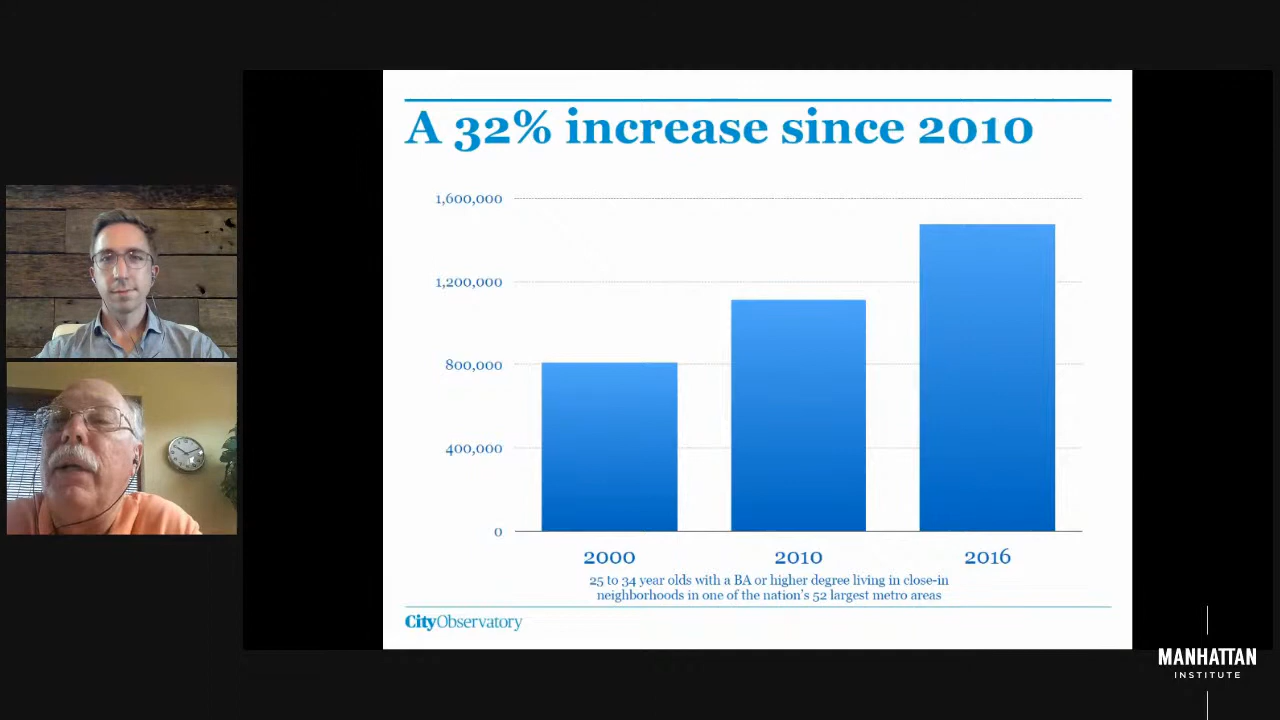 A 32% increase since 2010
1,600,000
1,200,000
800,000
400,000
0
2000 2010 2016
25 to 34 year olds with a BA or higher degree living in close-in
neighborhoods in one of the nation's 52 largest metro areas
CityObservatory
MANHATTAN
INSTITUTE